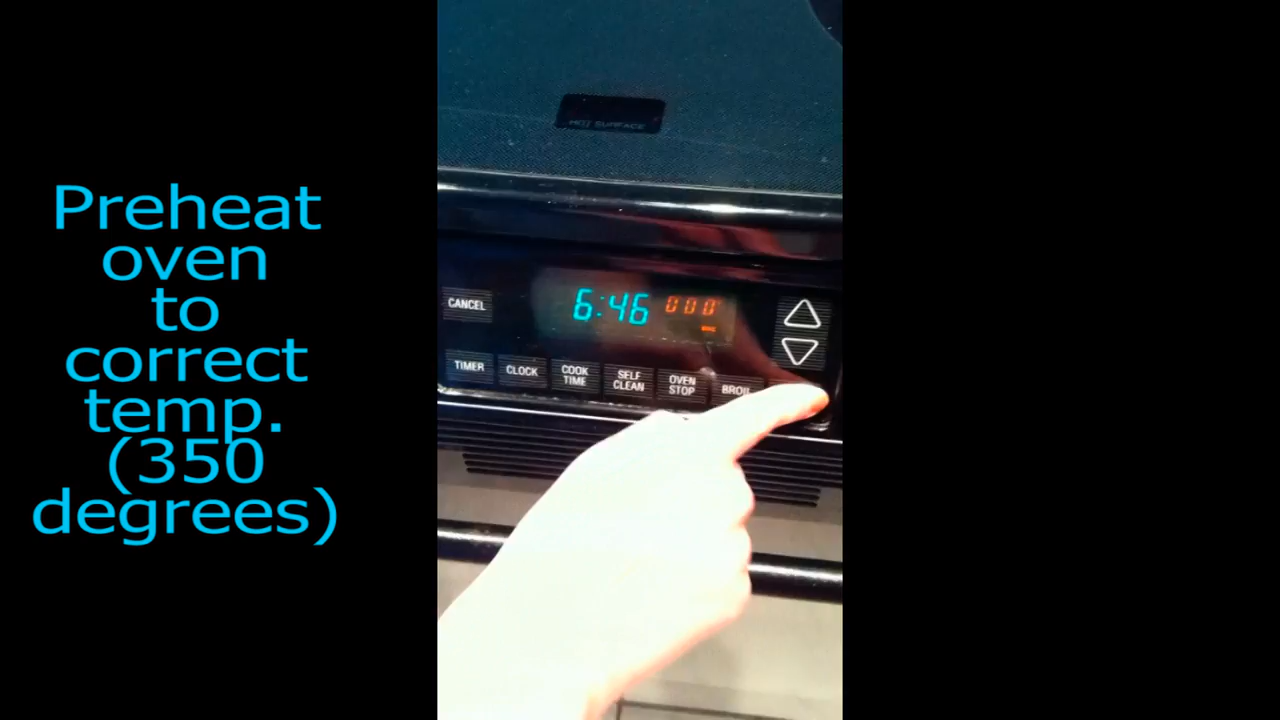 Preheat
oven
to
correct
temp.
(350
degrees)
HOT SURFACE
CANCEL
6:46 000°
TIMER
CLOCK
COOK
TIME
SELF
CLEAN
OVEN
STOP
BROIL